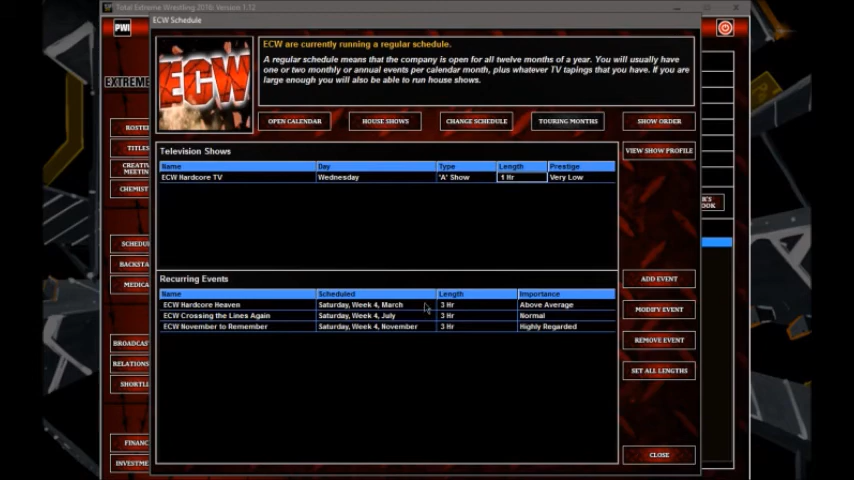 Total Extreme Wrestling 2016: Version 1.12
ECW Schedule
PWI
EXTREME
ECW
ECW are currently running a regular schedule.
A regular schedule means that the company is open for all twelve months of a year. You will usually have
one or two monthly or annual events per calendar month, plus whatever TV tapings that you have. If you are
large enough you will also be able to run house shows.
OPEN CALENDAR
HOUSE SHOWS
CHANGE SCHEDULE
TOURING MONTHS
SHOW ORDER
ROSTE
TITLES
CREATI
MEETIN
CHEMIST
SCHEDU
BACKSTA
MEDICA
BROADCAS
RELATIONS
SHORTLI
FINANC
INVESTME
Television Shows
VIEW SHOW PROFILE
Name Day Type Length Prestige
ECW Hardcore TV Wednesday 'A' Show 1 Hr Very Low
K'S
OOK
Recurring Events
Name Scheduled Length Importance
ECW Hardcore Heaven Saturday, Week 4, March 3 Hr Above Average
ECW Crossing the Lines Again Saturday, Week 4, July 3 Hr Normal
ECW November to Remember Saturday, Week 4, November 3 Hr Highly Regarded
ADD EVENT
MODIFY EVENT
REMOVE EVENT
SET ALL LENGTHS
CLOSE